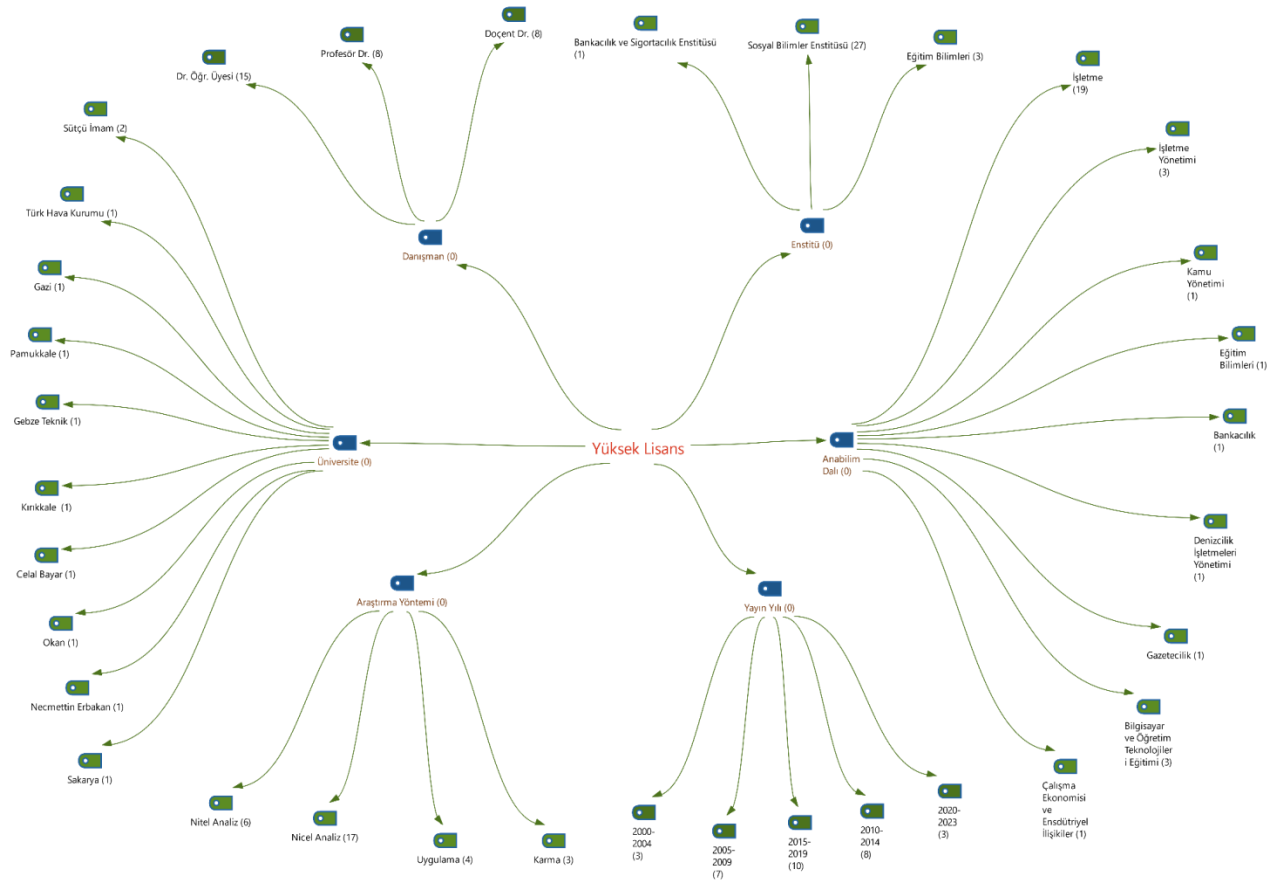 Doçent Dr. (8)
Profesör Dr. (8)
Dr. Öğr. Üyesi (15)
Danışman (0)
Bankacılık ve Sigortacılık Enstitüsü
(1)
Sosyal Bilimler Enstitüsü (27)
Eğitim Bilimleri (3)
Enstitü (0)
İşletme
(19)
İşletme
Yönetimi
(3)
Kamu
Yönetimi
(1)
Eğitim
Bilimleri (1)
Bankacılık
(1)
Denizcilik
İşletmeleri
Yönetimi
(1)
Gazetecilik (1)
Bilgisayar
ve Öğretim
Teknolojiler
i Eğitimi (3)
Çalışma
Ekonomisi
ve
Ensdütriyel
İlişkiler (1)
Anabilim
Dalı (0)
Yüksek Lisans
Sütçü İmam (2)
Türk Hava Kurumu (1)
Gazi (1)
Pamukkale (1)
Gebze Teknik (1)
Kırıkkale (1)
Celal Bayar (1)
Okan (1)
Necmettin Erbakan (1)
Sakarya (1)
Üniversite (0)
Araştırma Yöntemi (0)
Nitel Analiz (6)
Nicel Analiz (17)
Uygulama (4)
Karma (3)
Yayın Yılı (0)
2000-
2004
(3)
2005-
2009
(7)
2015-
2019
(10)
2010-
2014
(8)
2020-
2023
(3)